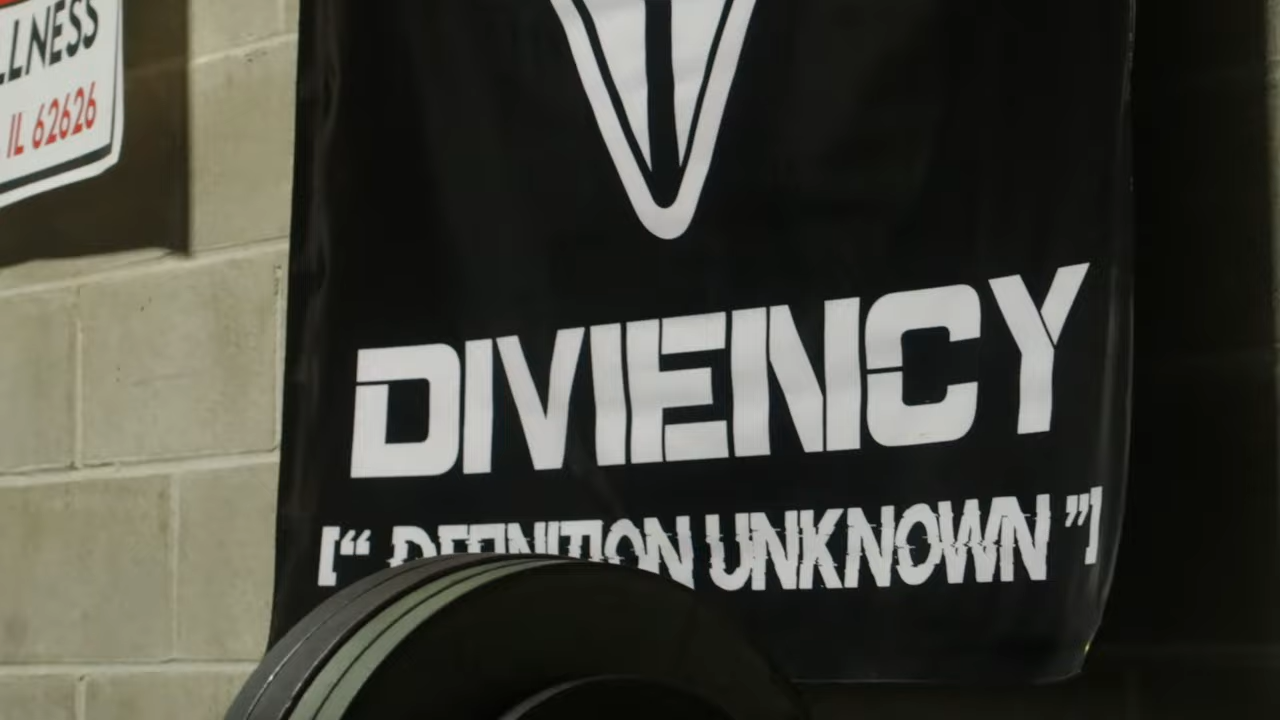 LLNESS
IL 62626
DIVIENCY
[“ DEFINITION UNKNOWN ”]